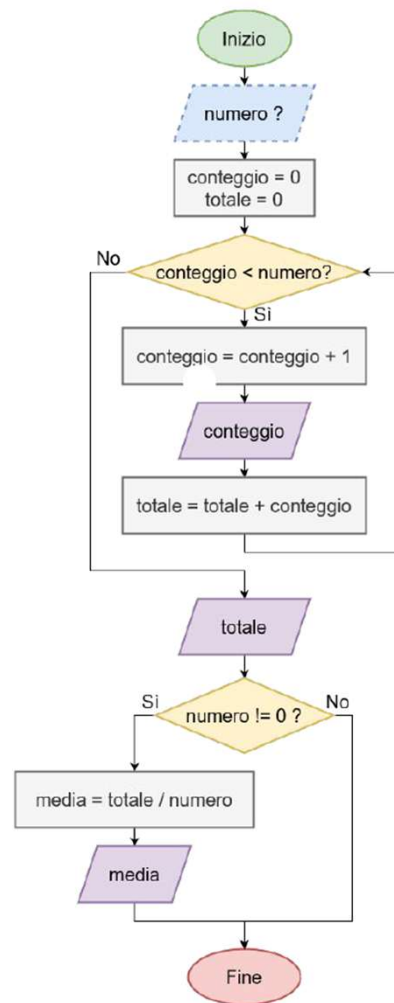 Inizio
numero ?
conteggio = 0
totale = 0
No
conteggio < numero?
Sì
conteggio = conteggio + 1
conteggio
totale = totale + conteggio
totale
Sì
numero != 0 ?
No
media = totale / numero
media
Fine